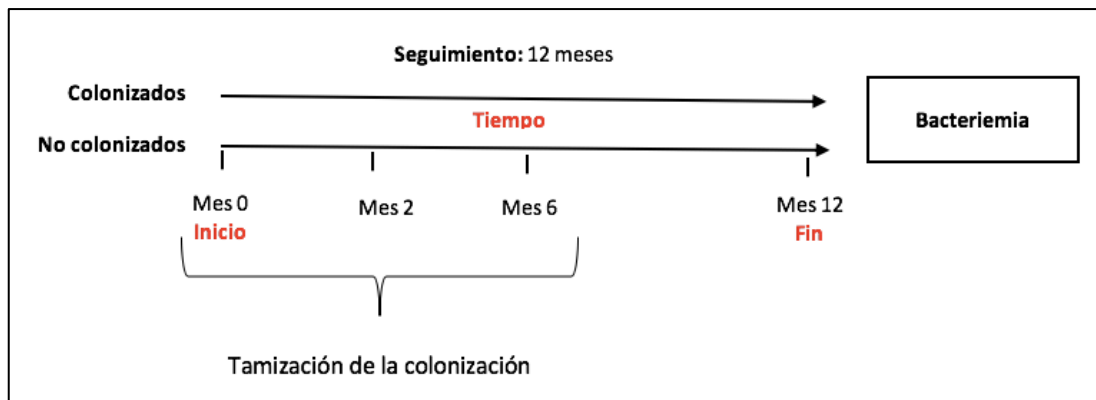 Seguimiento: 12 meses
Colonizados
Tiempo
Bacteriemia
No colonizados
Mes 0
Mes 2
Mes 6
Mes 12
Inicio
Fin
Tamización de la colonización